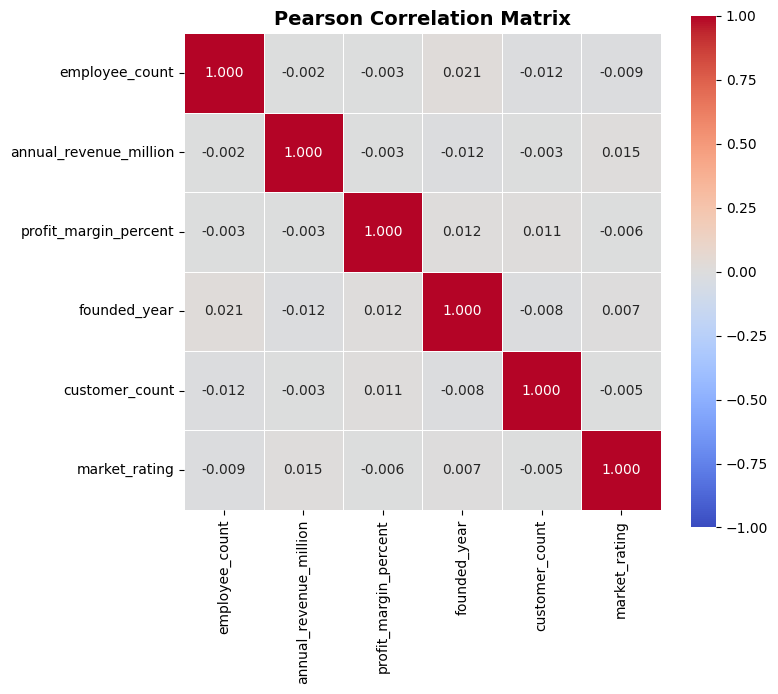 Pearson Correlation Matrix
employee_count 1.000 -0.002 -0.003 0.021 -0.012 -0.009
annual_revenue_million -0.002 1.000 -0.003 -0.012 -0.003 0.015
profit_margin_percent -0.003 -0.003 1.000 0.012 0.011 -0.006
founded_year 0.021 -0.012 0.012 1.000 -0.008 0.007
customer_count -0.012 -0.003 0.011 -0.008 1.000 -0.005
market_rating -0.009 0.015 -0.006 0.007 -0.005 1.000
employee_count
annual_revenue_million
profit_margin_percent
founded_year
customer_count
market_rating
1.00
0.75
0.50
0.25
0.00
−0.25
−0.50
−0.75
−1.00